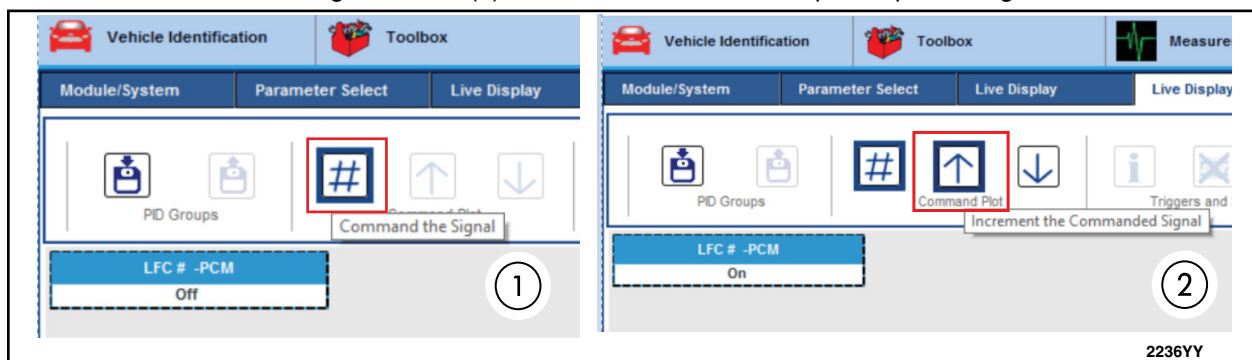 Vehicle Identification Toolbox
Module/System Parameter Select Live Display
#
PID Groups
Command the Signal
LFC # -PCM
Off
1
Vehicle Identification Toolbox Measure
Module/System Parameter Select Live Display Live Display
#
PID Groups Command Plot Triggers and
Increment the Commanded Signal
LFC # -PCM
On
2
2236YY